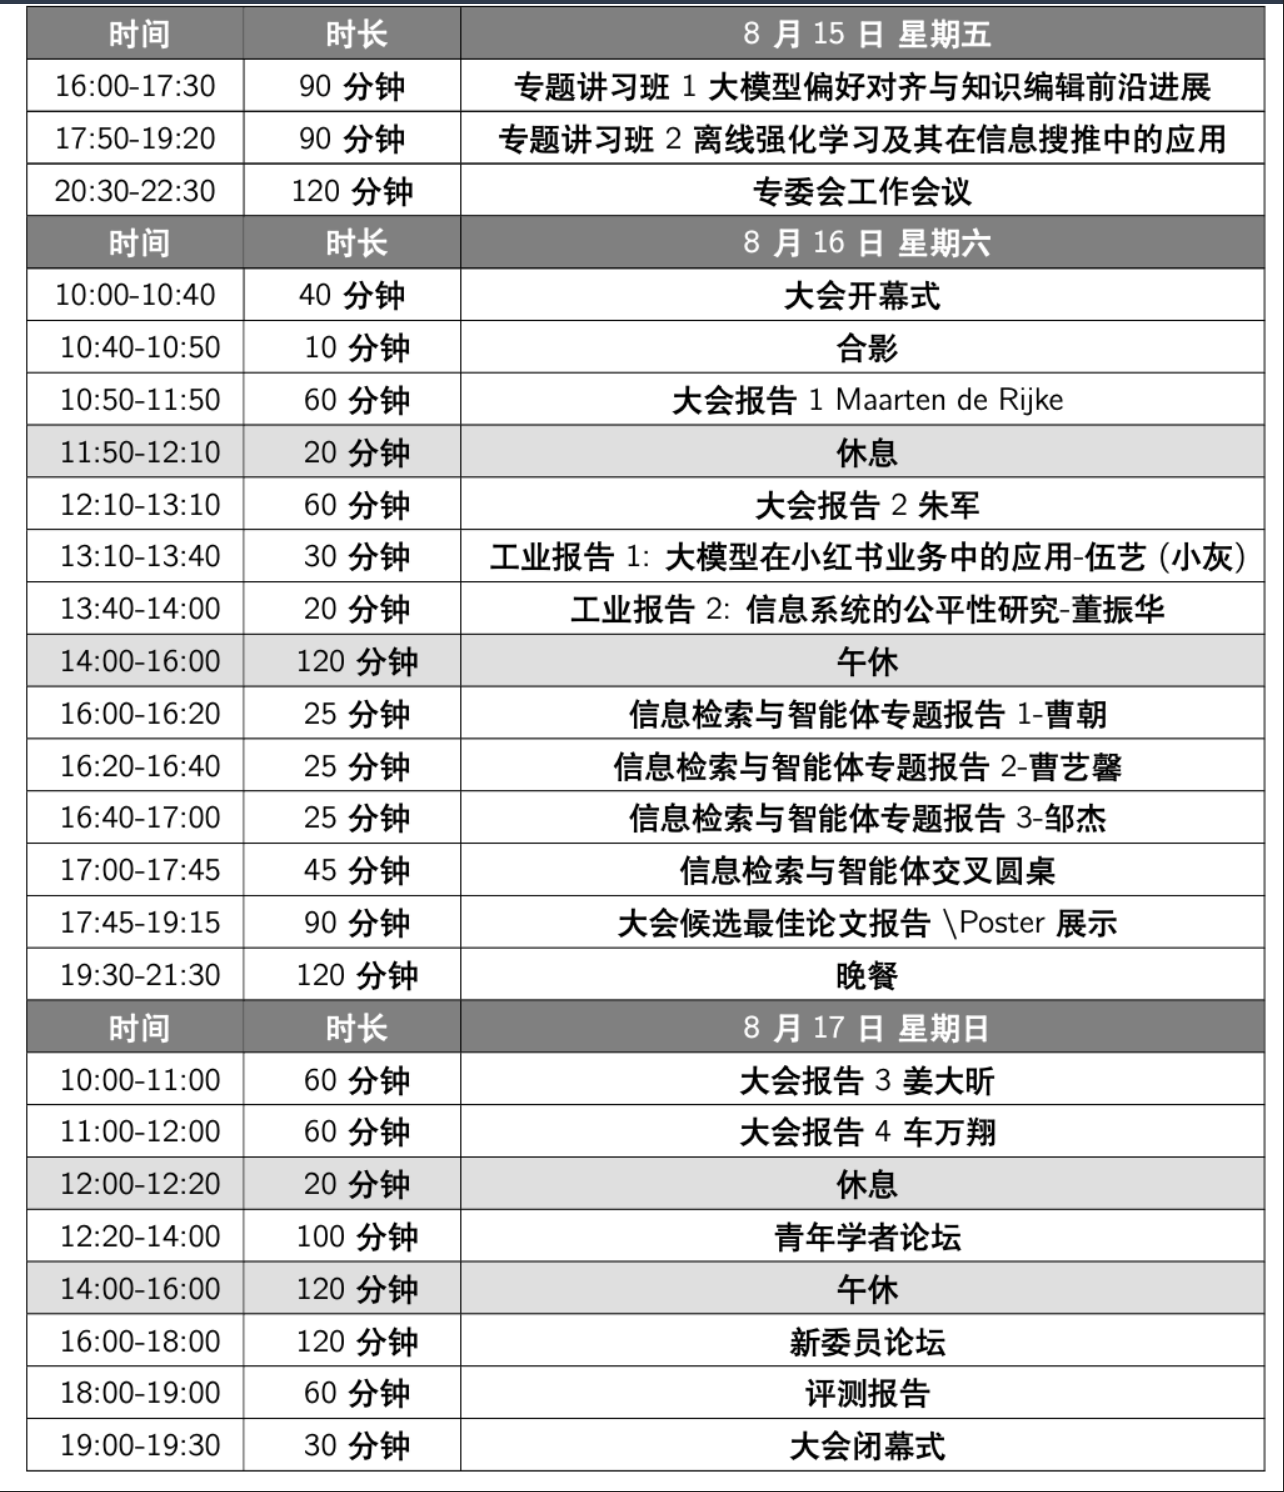 时间 时长 8 月 15 日 星期五
16:00-17:30 90 分钟 专题讲习班 1 大模型偏好对齐与知识编辑前沿进展
17:50-19:20 90 分钟 专题讲习班 2 离线强化学习及其在信息搜推中的应用
20:30-22:30 120 分钟 专委会工作会议
时间 时长 8 月 16 日 星期六
10:00-10:40 40 分钟 大会开幕式
10:40-10:50 10 分钟 合影
10:50-11:50 60 分钟 大会报告 1 Maarten de Rijke
11:50-12:10 20 分钟 休息
12:10-13:10 60 分钟 大会报告 2 朱军
13:10-13:40 30 分钟 工业报告 1: 大模型在小红书业务中的应用-伍艺 (小灰)
13:40-14:00 20 分钟 工业报告 2: 信息系统的公平性研究-董振华
14:00-16:00 120 分钟 午休
16:00-16:20 25 分钟 信息检索与智能体专题报告 1-曹朝
16:20-16:40 25 分钟 信息检索与智能体专题报告 2-曹艺馨
16:40-17:00 25 分钟 信息检索与智能体专题报告 3-邹杰
17:00-17:45 45 分钟 信息检索与智能体交叉圆桌
17:45-19:15 90 分钟 大会候选最佳论文报告 \Poster 展示
19:30-21:30 120 分钟 晚餐
时间 时长 8 月 17 日 星期日
10:00-11:00 60 分钟 大会报告 3 姜大昕
11:00-12:00 60 分钟 大会报告 4 车万翔
12:00-12:20 20 分钟 休息
12:20-14:00 100 分钟 青年学者论坛
14:00-16:00 120 分钟 午休
16:00-18:00 120 分钟 新委员论坛
18:00-19:00 60 分钟 评测报告
19:00-19:30 30 分钟 大会闭幕式